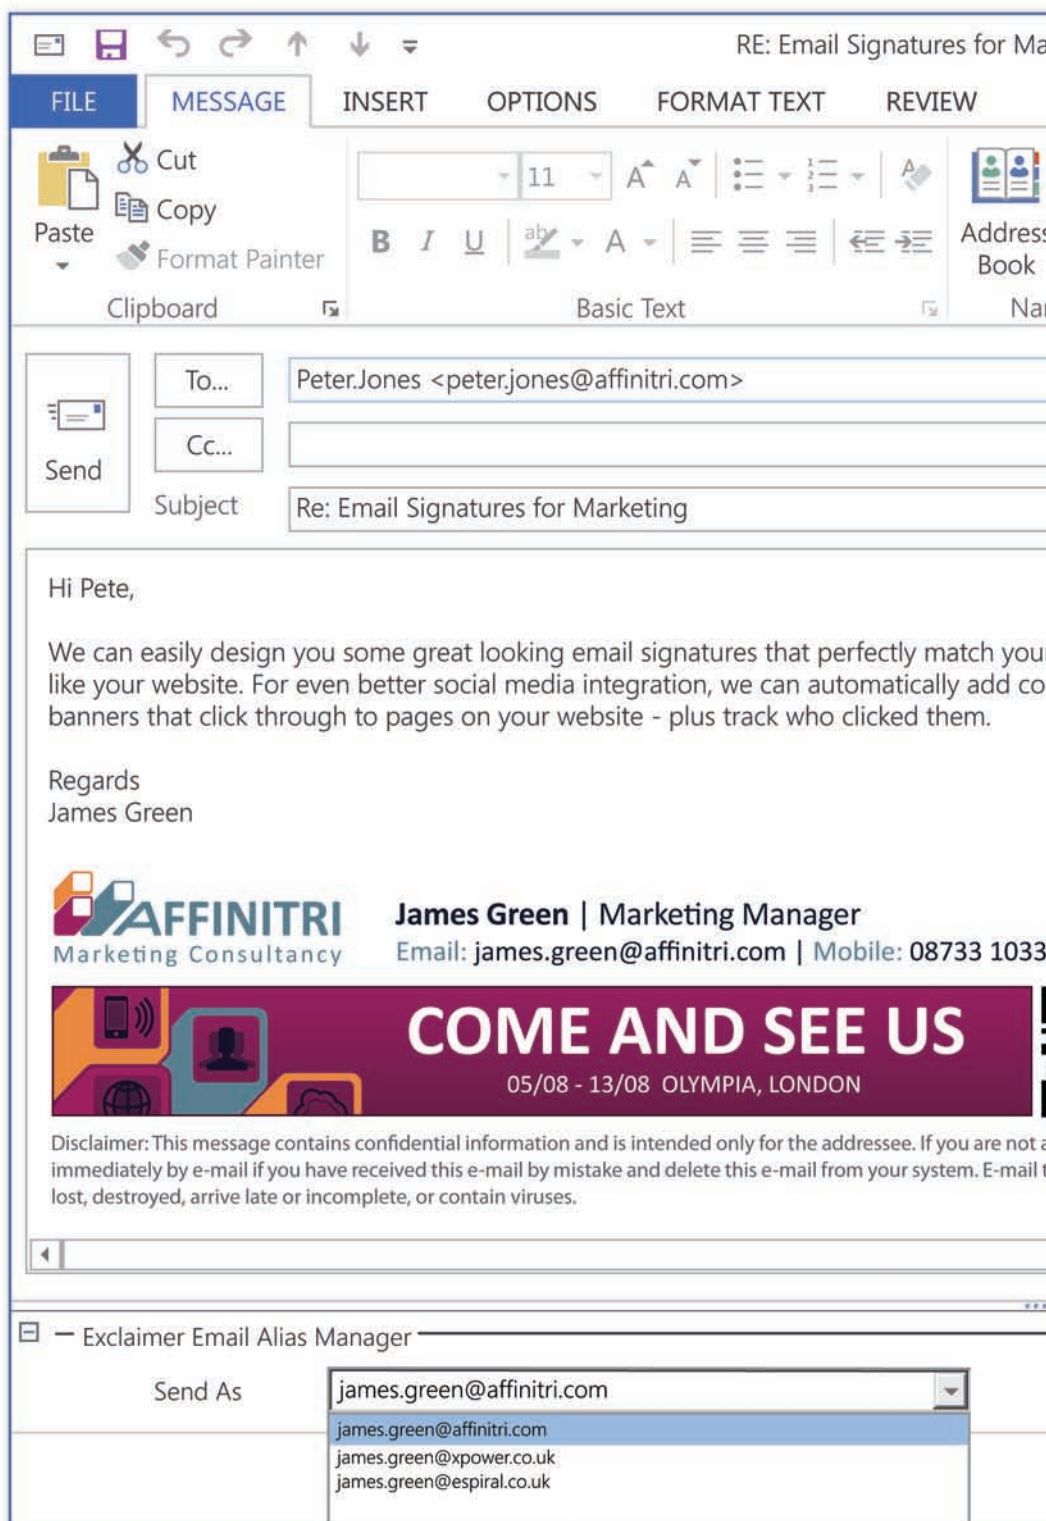 RE: Email Signatures for Ma
FILE MESSAGE INSERT OPTIONS FORMAT TEXT REVIEW
Cut
Copy
Format Painter
Paste
Clipboard
11
A A
1
2
3
A
B I U ab A
Basic Text
Address
Book
Nar
Send
To...
Peter.Jones <peter.jones@affinitri.com>
Cc...
Subject
Re: Email Signatures for Marketing
Hi Pete,
We can easily design you some great looking email signatures that perfectly match your
like your website. For even better social media integration, we can automatically add co
banners that click through to pages on your website - plus track who clicked them.
Regards
James Green
AFFINITRI
Marketing Consultancy
James Green | Marketing Manager
Email: james.green@affinitri.com | Mobile: 08733 1033
COME AND SEE US
05/08 - 13/08 OLYMPIA, LONDON
Disclaimer: This message contains confidential information and is intended only for the addressee. If you are not a
immediately by e-mail if you have received this e-mail by mistake and delete this e-mail from your system. E-mail t
lost, destroyed, arrive late or incomplete, or contain viruses.
Exclaimer Email Alias Manager
Send As
james.green@affinitri.com
james.green@affinitri.com
james.green@xpower.co.uk
james.green@espiral.co.uk